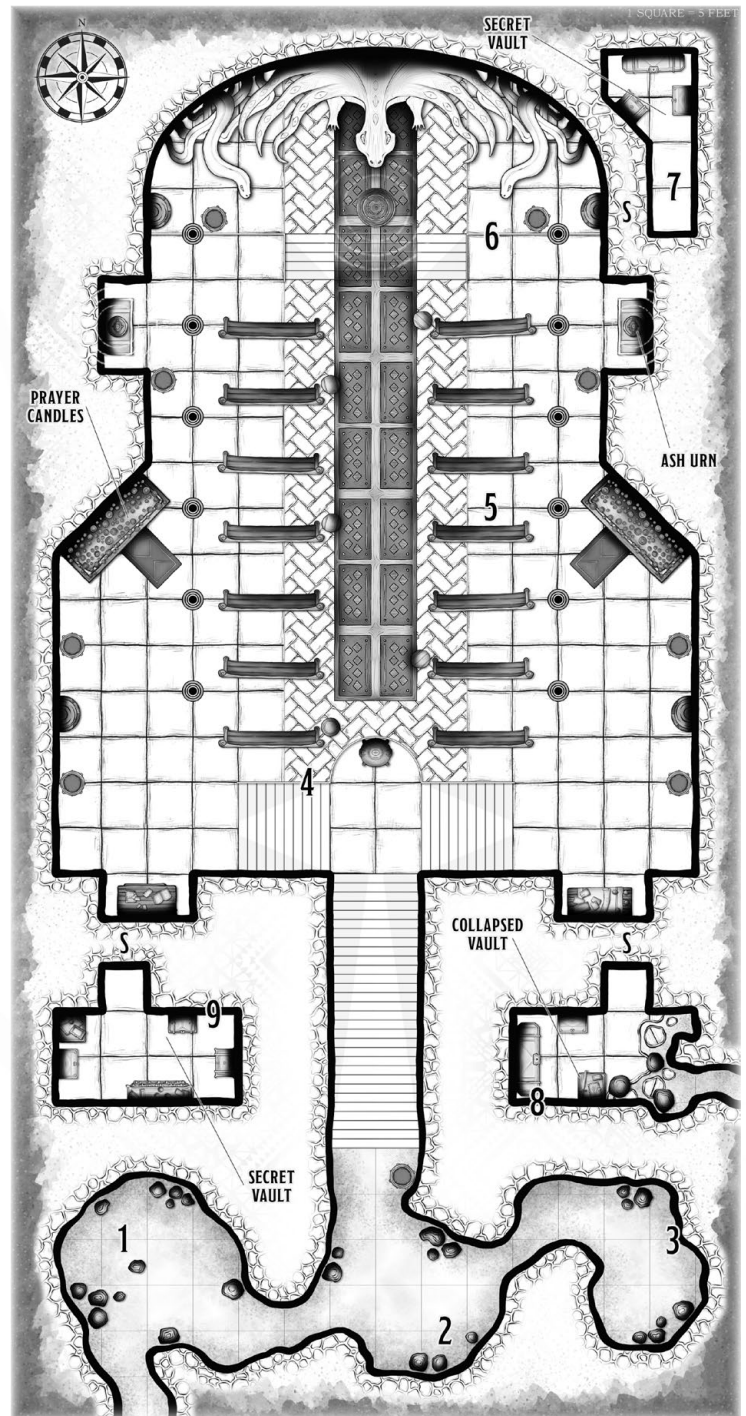 1 SQUARE = 5 FEET
N
SECRET
VAULT
7
S
6
PRAYER
CANDLES
ASH URN
5
4
COLLAPSED
VAULT
S
S
9
8
SECRET
VAULT
1
3
2